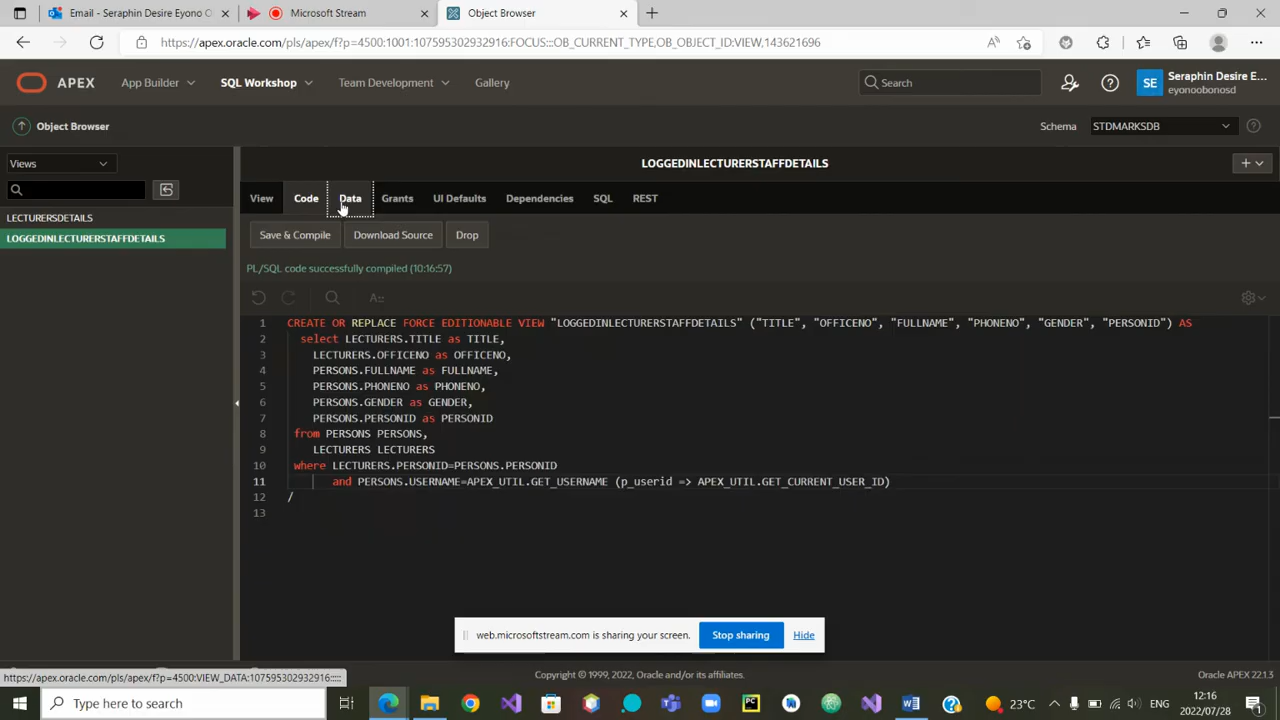 Email - Seraphin Desire Eyono O
Microsoft Stream
Object Browser
https://apex.oracle.com/pls/apex/f?p=4500:1001:107595302932916:FOCUS:::OB_CURRENT_TYPE,OB_OBJECT_ID:VIEW,143621696
APEX
App Builder
SQL Workshop
Team Development
Gallery
Search
SE
Seraphin Desire E...
eyonoobonosd
Object Browser
Schema
STDMARKSDB
Views
LOGGEDINLECTURERSTAFFDETAILS
View Code Data Grants UI Defaults Dependencies SQL REST
LECTURERSDETAILS
LOGGEDINLECTURERSTAFFDETAILS
Save & Compile
Download Source
Drop
PL/SQL code successfully compiled (10:16:57)
1 CREATE OR REPLACE FORCE EDITIONABLE VIEW "LOGGEDINLECTURERSTAFFDETAILS" ("TITLE", "OFFICENO", "FULLNAME", "PHONENO", "GENDER", "PERSONID") AS
2 select LECTURERS.TITLE as TITLE,
3 LECTURERS.OFFICENO as OFFICENO,
4 PERSONS.FULLNAME as FULLNAME,
5 PERSONS.PHONENO as PHONENO,
6 PERSONS.GENDER as GENDER,
7 PERSONS.PERSONID as PERSONID
8 from PERSONS PERSONS,
9 LECTURERS LECTURERS
10 where LECTURERS.PERSONID=PERSONS.PERSONID
11 and PERSONS.USERNAME=APEX_UTIL.GET_USERNAME (p_userid => APEX_UTIL.GET_CURRENT_USER_ID)
12 /
13
web.microsoftstream.com is sharing your screen.
Stop sharing
Hide
https://apex.oracle.com/pls/apex/f?p=4500:VIEW_DATA:107595302932916:::::
Copyright © 1999, 2022, Oracle and/or its affiliates.
Oracle APEX 22.1.3
Type here to search
23°C
ENG
12:16
2022/07/28